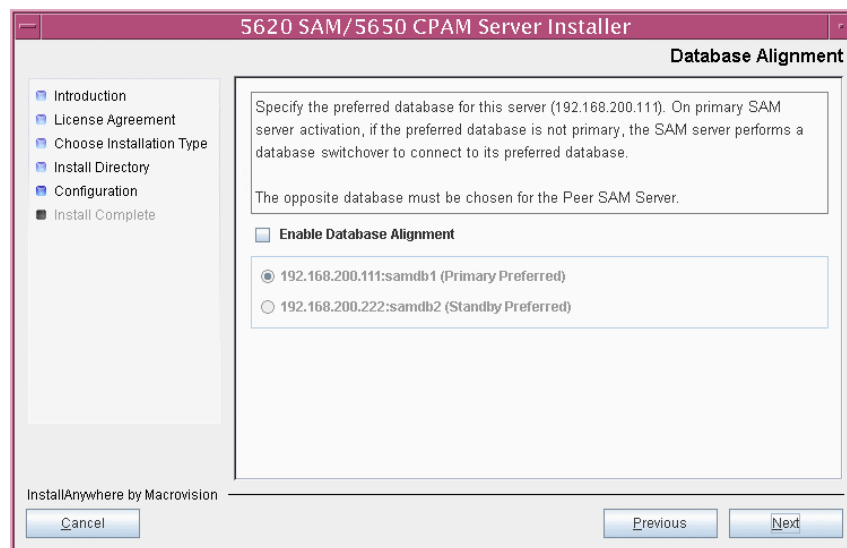 5620 SAM/5650 CPAM Server Installer
Database Alignment
Introduction
License Agreement
Choose Installation Type
Install Directory
Configuration
Install Complete
Specify the preferred database for this server (192.168.200.111). On primary SAM
server activation, if the preferred database is not primary, the SAM server performs a
database switchover to connect to its preferred database.
The opposite database must be chosen for the Peer SAM Server.
Enable Database Alignment
192.168.200.111:samdb1 (Primary Preferred)
192.168.200.222:samdb2 (Standby Preferred)
InstallAnywhere by Macrovision
Cancel
Previous
Next